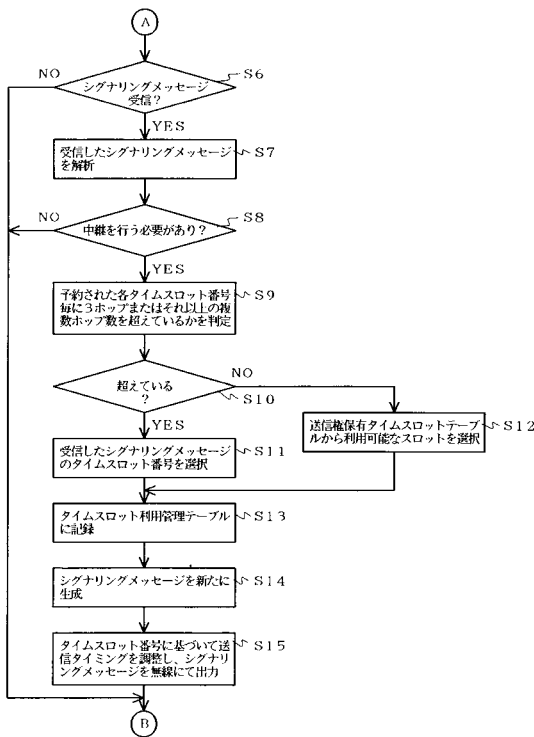 A
NO
シグナリングメッセージ
受信？
S6
YES
受信したシグナリングメッセージ
を解析
S7
NO
中継を行う必要があり？
S8
YES
予約された各タイムスロット番号
毎に３ホップまたはそれ以上の複
数ホップ数を超えているかを判定
S9
超えている
？
NO
S10
YES
受信したシグナリングメッセージ
のタイムスロット番号を選択
S11
送信権保有タイムスロットテーブ
ルから利用可能なスロットを選択
S12
タイムスロット利用管理テーブル
に記録
S13
シグナリングメッセージを新たに
生成
S14
タイムスロット番号に基づいて送
信タイミングを調整し、シグナリ
ングメッセージを無線にて出力
S15
B